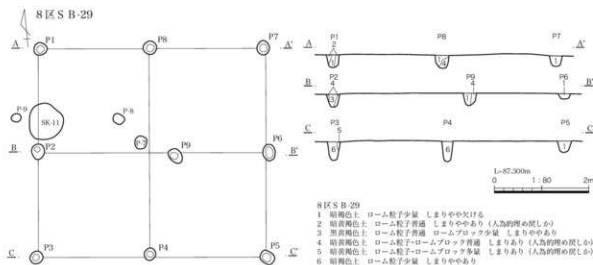 8区SB-29
A P1 P8 P7 A'
P-9 SK-11 P-8
P-7
B P2 P9 P6 B'
C P3 P4 P5 C'
A P1 2 P8 P7 A'
B P2 4 P9 4 P6 1 B'
3
C P3 5 P4 P5 C'
6 6 1
L=87.300m
0 1:80 2m
8区SB-29
1 暗褐色土 ローム粒子少量 しまりやや欠ける
2 暗黄褐色土 ローム粒子普通 しまりややあり(人為的埋め戻しか)
3 黒黄褐色土 ローム粒子普通 ロームブロック少量 しまりややあり
4 暗黄褐色土 ローム粒子・ロームブロック普通 しまりあり(人為的埋め戻しか)
5 暗黄褐色土 ローム粒子・ロームブロック多量 しまりあり(人為的埋め戻しか)
6 暗褐色土 ローム粒子少量 しまりややあり